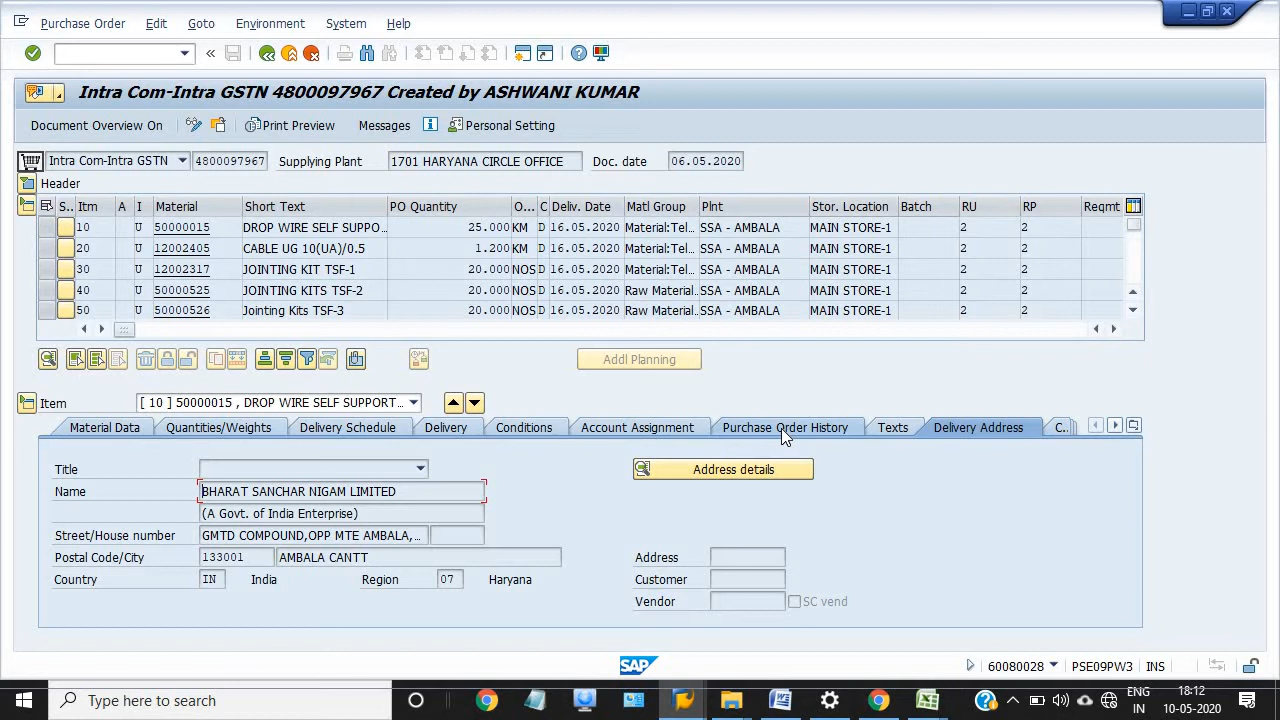 Purchase Order Edit Goto Environment System Help
Intra Com-Intra GSTN 4800097967 Created by ASHWANI KUMAR
Document Overview On Print Preview Messages Personal Setting
Intra Com-Intra GSTN 4800097967 Supplying Plant 1701 HARYANA CIRCLE OFFICE Doc. date 06.05.2020
Header
S.. Itm A I Material Short Text PO Quantity O... C Deliv. Date Matl Group Plnt Stor. Location Batch RU RP Reqmt
10 U 50000015 DROP WIRE SELF SUPPO... 25.000 KM D 16.05.2020 Material:Tel... SSA - AMBALA MAIN STORE-1 2 2
20 U 12002405 CABLE UG 10(UA)/0.5 1.200 KM D 16.05.2020 Material:Tel... SSA - AMBALA MAIN STORE-1 2 2
30 U 12002317 JOINTING KIT TSF-1 20.000 NOS D 16.05.2020 Material:Tel... SSA - AMBALA MAIN STORE-1 2 2
40 U 50000525 JOINTING KITS TSF-2 20.000 NOS D 16.05.2020 Raw Material... SSA - AMBALA MAIN STORE-1 2 2
50 U 50000526 Jointing Kits TSF-3 20.000 NOS D 16.05.2020 Raw Material... SSA - AMBALA MAIN STORE-1 2 2
Addl Planning
Item [ 10 ] 50000015 , DROP WIRE SELF SUPPORT...
Material Data Quantities/Weights Delivery Schedule Delivery Conditions Account Assignment Purchase Order History Texts Delivery Address C..
Title Address details
Name BHARAT SANCHAR NIGAM LIMITED
(A Govt. of India Enterprise)
Street/House number GMTD COMPOUND,OPP MTE AMBALA,...
Postal Code/City 133001 AMBALA CANTT Address
Country IN India Region 07 Haryana Customer
Vendor SC vend
SAP 60080028 PSE09PW3 INS
Type here to search ENG 18:12
IN 10-05-2020